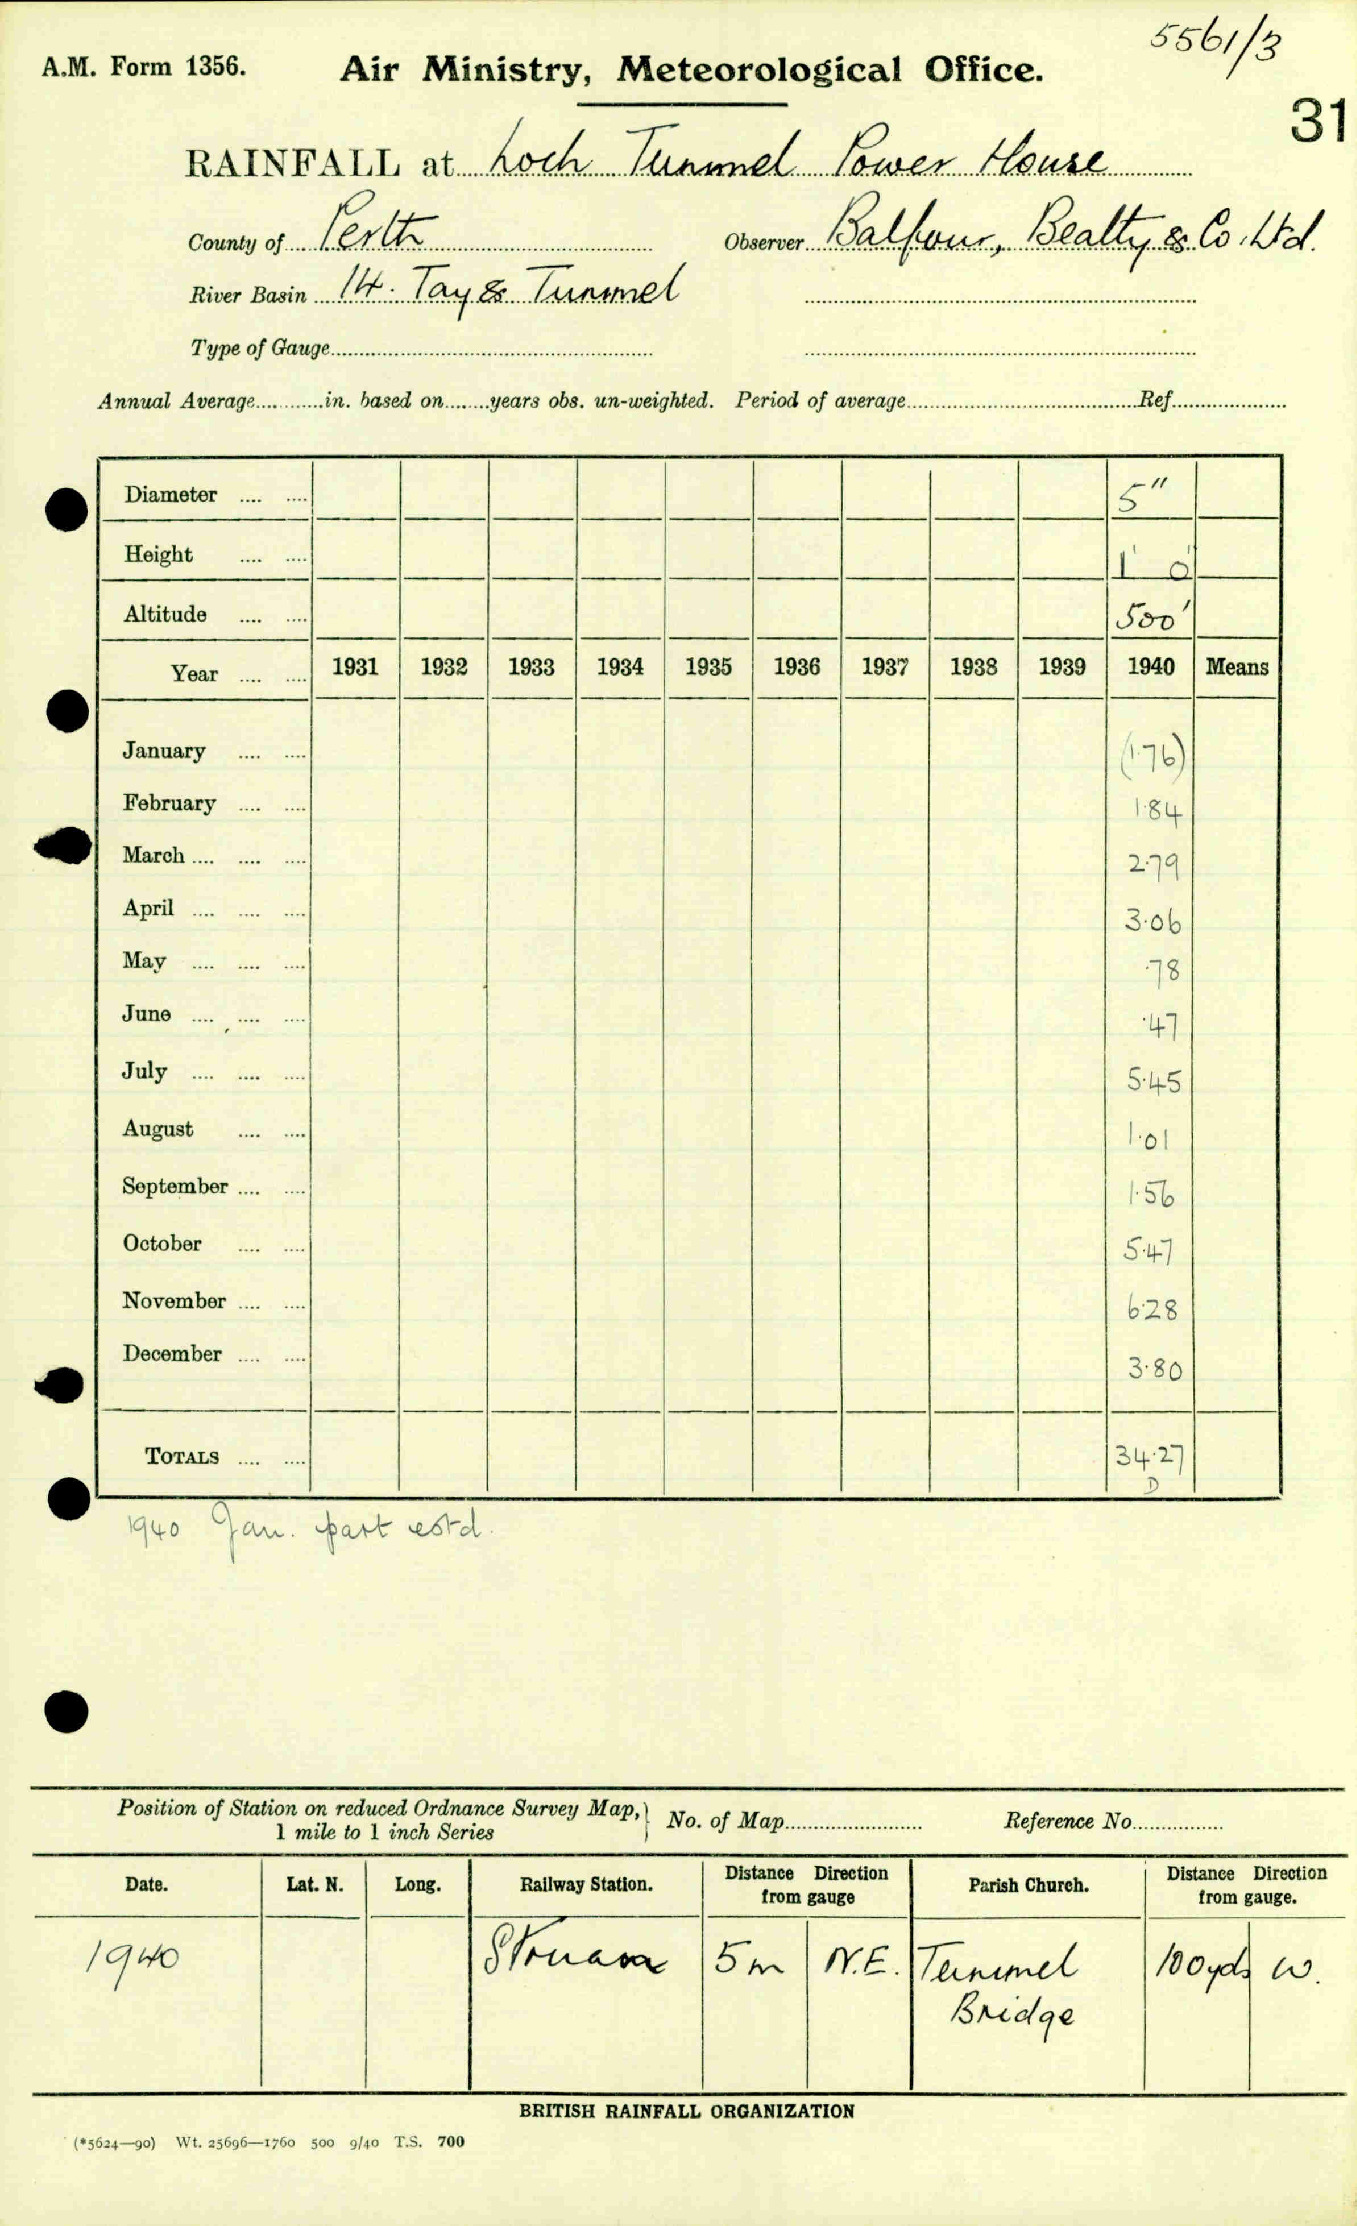 5561/3
A.M. Form 1356. Air Ministry, Meteorological Office.
31
RAINFALL at Loch Tummel Power House
County of Perth Observer Balfour, Bealty & Co. Ltd.
River Basin 14. Tay & Tummel
Type of Gauge
Annual Average in. based on years obs. un-weighted. Period of average Ref
Diameter 5"
Height 1' 0"
Altitude 500'
Year 1931 1932 1933 1934 1935 1936 1937 1938 1939 1940 Means
January (1.76)
February 1.84
March 2.79
April 3.06
May .78
June .47
July 5.45
August 1.01
September 1.56
October 5.47
November 6.28
December 3.80
TOTALS 34.27
D
1940 Jan. part estd.
Position of Station on reduced Ordnance Survey Map, } No. of Map Reference No.
1 mile to 1 inch Series
Date. Lat. N. Long. Railway Station. Distance Direction from gauge Parish Church. Distance Direction from gauge.
1940 Struan 5m N.E. Tummel 100yds W.
Bridge
BRITISH RAINFALL ORGANIZATION
(*5624—90) Wt. 25696—1760 500 9/40 T.S. 700